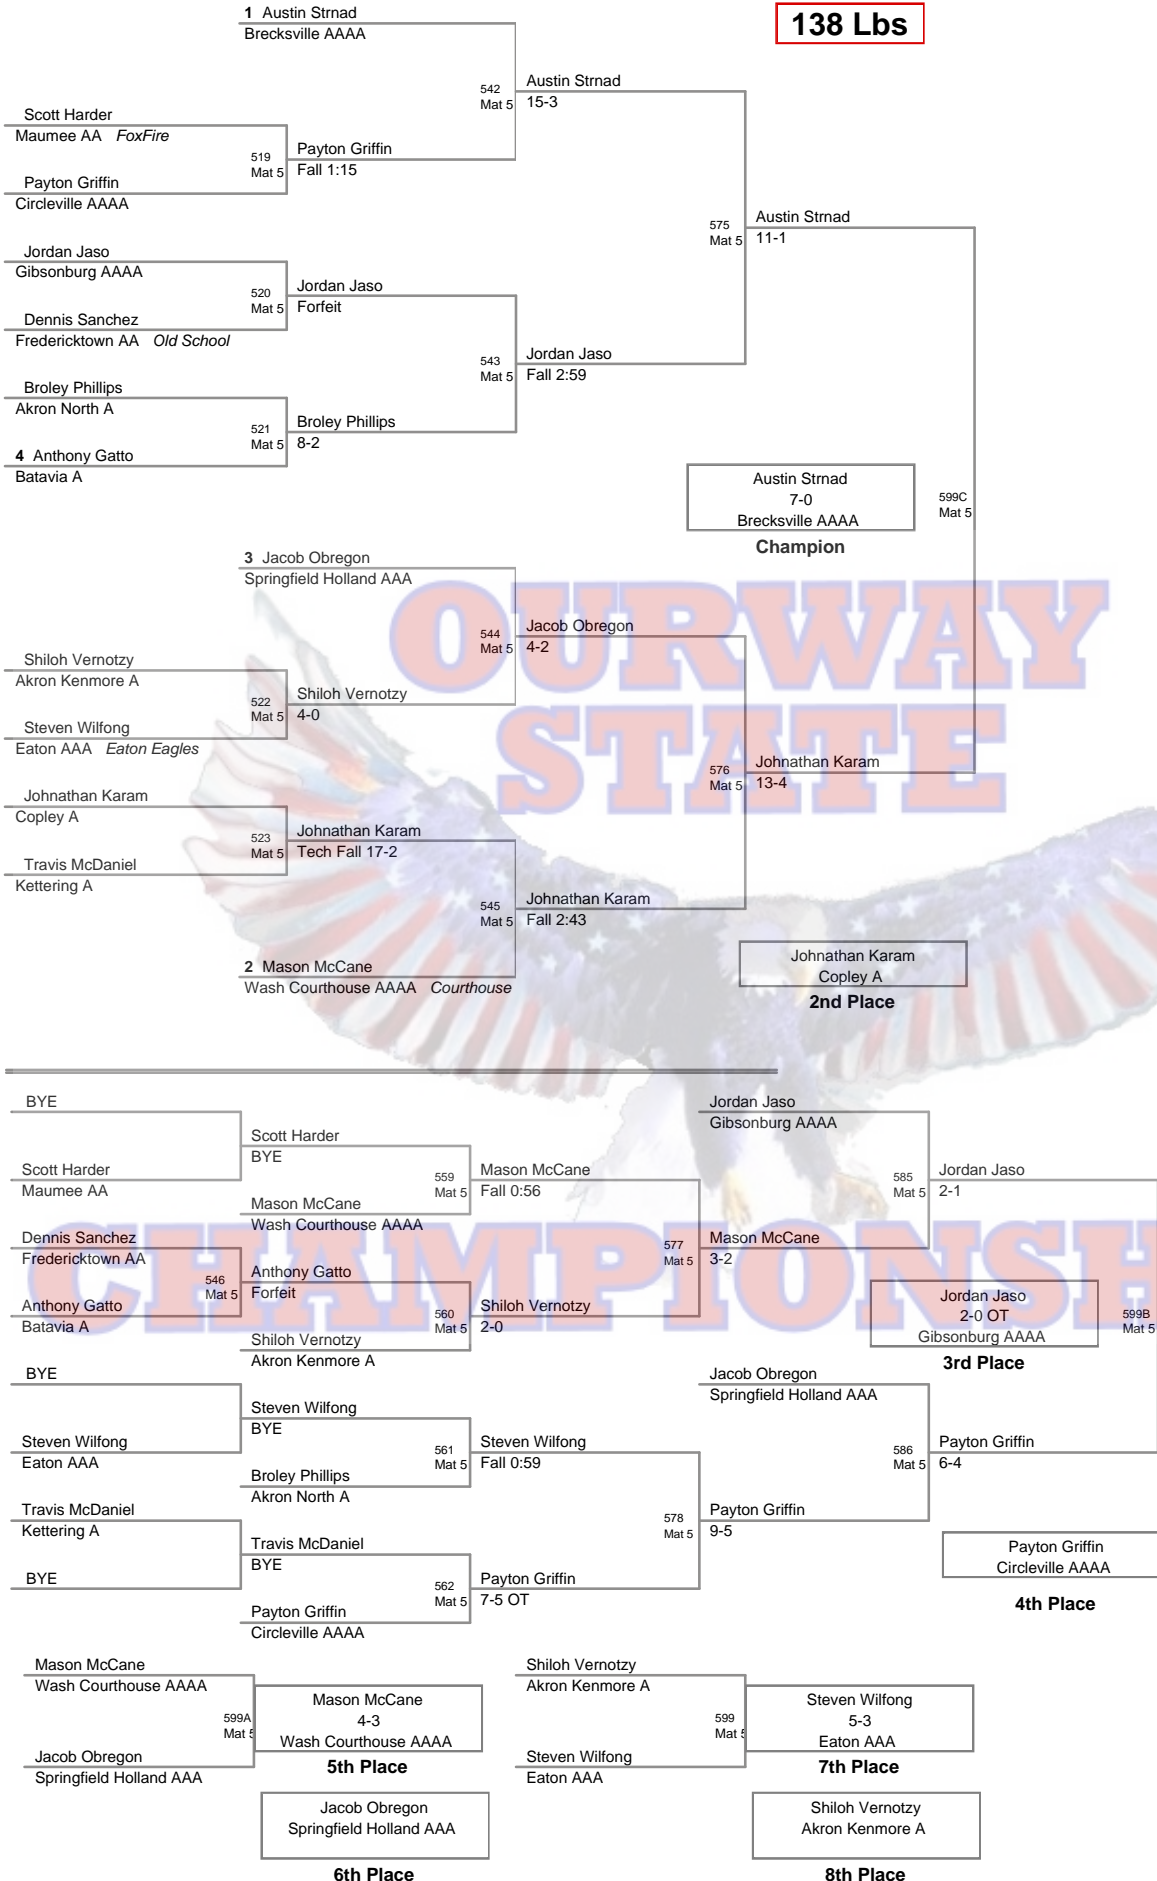 138 Lbs
1 Austin Strnad
Brecksville AAAA
542
Mat 5
Austin Strnad
15-3
Scott Harder
Maumee AA FoxFire
519
Mat 5
Payton Griffin
Fall 1:15
Payton Griffin
Circleville AAAA
575
Mat 5
Austin Strnad
11-1
Jordan Jaso
Gibsonburg AAAA
520
Mat 5
Jordan Jaso
Forfeit
Dennis Sanchez
Fredericktown AA Old School
543
Mat 5
Jordan Jaso
Fall 2:59
Broley Phillips
Akron North A
521
Mat 5
Broley Phillips
8-2
4 Anthony Gatto
Batavia A
Austin Strnad
7-0
Brecksville AAAA
Champion
599C
Mat 5
3 Jacob Obregon
Springfield Holland AAA
OURWAY
STATE
544
Mat 5
Jacob Obregon
4-2
Shiloh Vernotzy
Akron Kenmore A
522
Mat 5
Shiloh Vernotzy
4-0
Steven Wilfong
Eaton AAA Eaton Eagles
576
Mat 5
Johnathan Karam
13-4
Johnathan Karam
Copley A
523
Mat 5
Johnathan Karam
Tech Fall 17-2
Travis McDaniel
Kettering A
545
Mat 5
Johnathan Karam
Fall 2:43
2 Mason McCane
Wash Courthouse AAAA Courthouse
Johnathan Karam
Copley A
2nd Place
BYE
Scott Harder
BYE
Scott Harder
Maumee AA
559
Mat 5
Mason McCane
Fall 0:56
Mason McCane
Wash Courthouse AAAA
Jordan Jaso
Gibsonburg AAAA
585
Mat 5
Jordan Jaso
2-1
Dennis Sanchez
Fredericktown AA
546
Mat 5
Anthony Gatto
Forfeit
Anthony Gatto
Batavia A
560
Mat 5
Shiloh Vernotzy
2-0
Shiloh Vernotzy
Akron Kenmore A
577
Mat 5
Mason McCane
3-2
CHAMPIONSH
Jordan Jaso
2-0 OT
Gibsonburg AAAA
3rd Place
599B
Mat 5
BYE
Steven Wilfong
BYE
Steven Wilfong
Eaton AAA
561
Mat 5
Steven Wilfong
Fall 0:59
Broley Phillips
Akron North A
Jacob Obregon
Springfield Holland AAA
586
Mat 5
Payton Griffin
6-4
Travis McDaniel
Kettering A
Travis McDaniel
BYE
BYE
562
Mat 5
Payton Griffin
7-5 OT
Payton Griffin
Circleville AAAA
578
Mat 5
Payton Griffin
9-5
Payton Griffin
Circleville AAAA
4th Place
Mason McCane
Wash Courthouse AAAA
599A
Mat 5
Mason McCane
4-3
Wash Courthouse AAAA
5th Place
Jacob Obregon
Springfield Holland AAA
Jacob Obregon
Springfield Holland AAA
6th Place
Shiloh Vernotzy
Akron Kenmore A
599
Mat 5
Steven Wilfong
5-3
Eaton AAA
7th Place
Steven Wilfong
Eaton AAA
Shiloh Vernotzy
Akron Kenmore A
8th Place